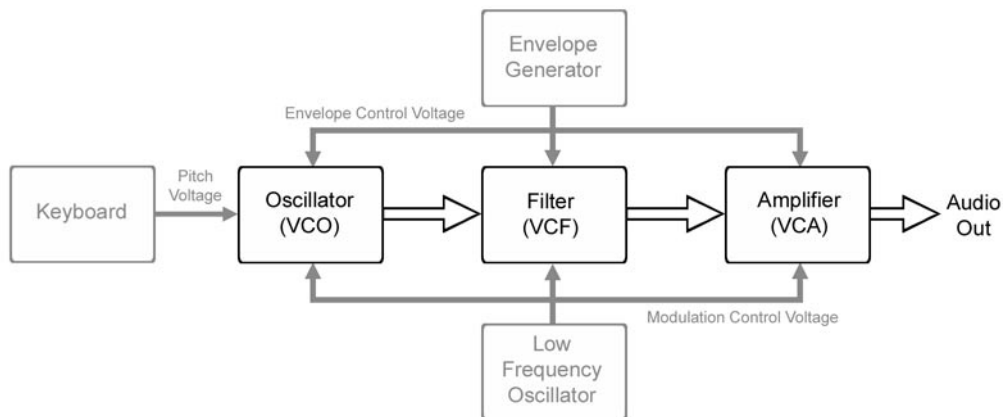 Envelope
Generator
Envelope Control Voltage
Pitch
Voltage
Keyboard
Oscillator
(VCO)
Filter
(VCF)
Amplifier
(VCA)
Audio
Out
Modulation Control Voltage
Low
Frequency
Oscillator